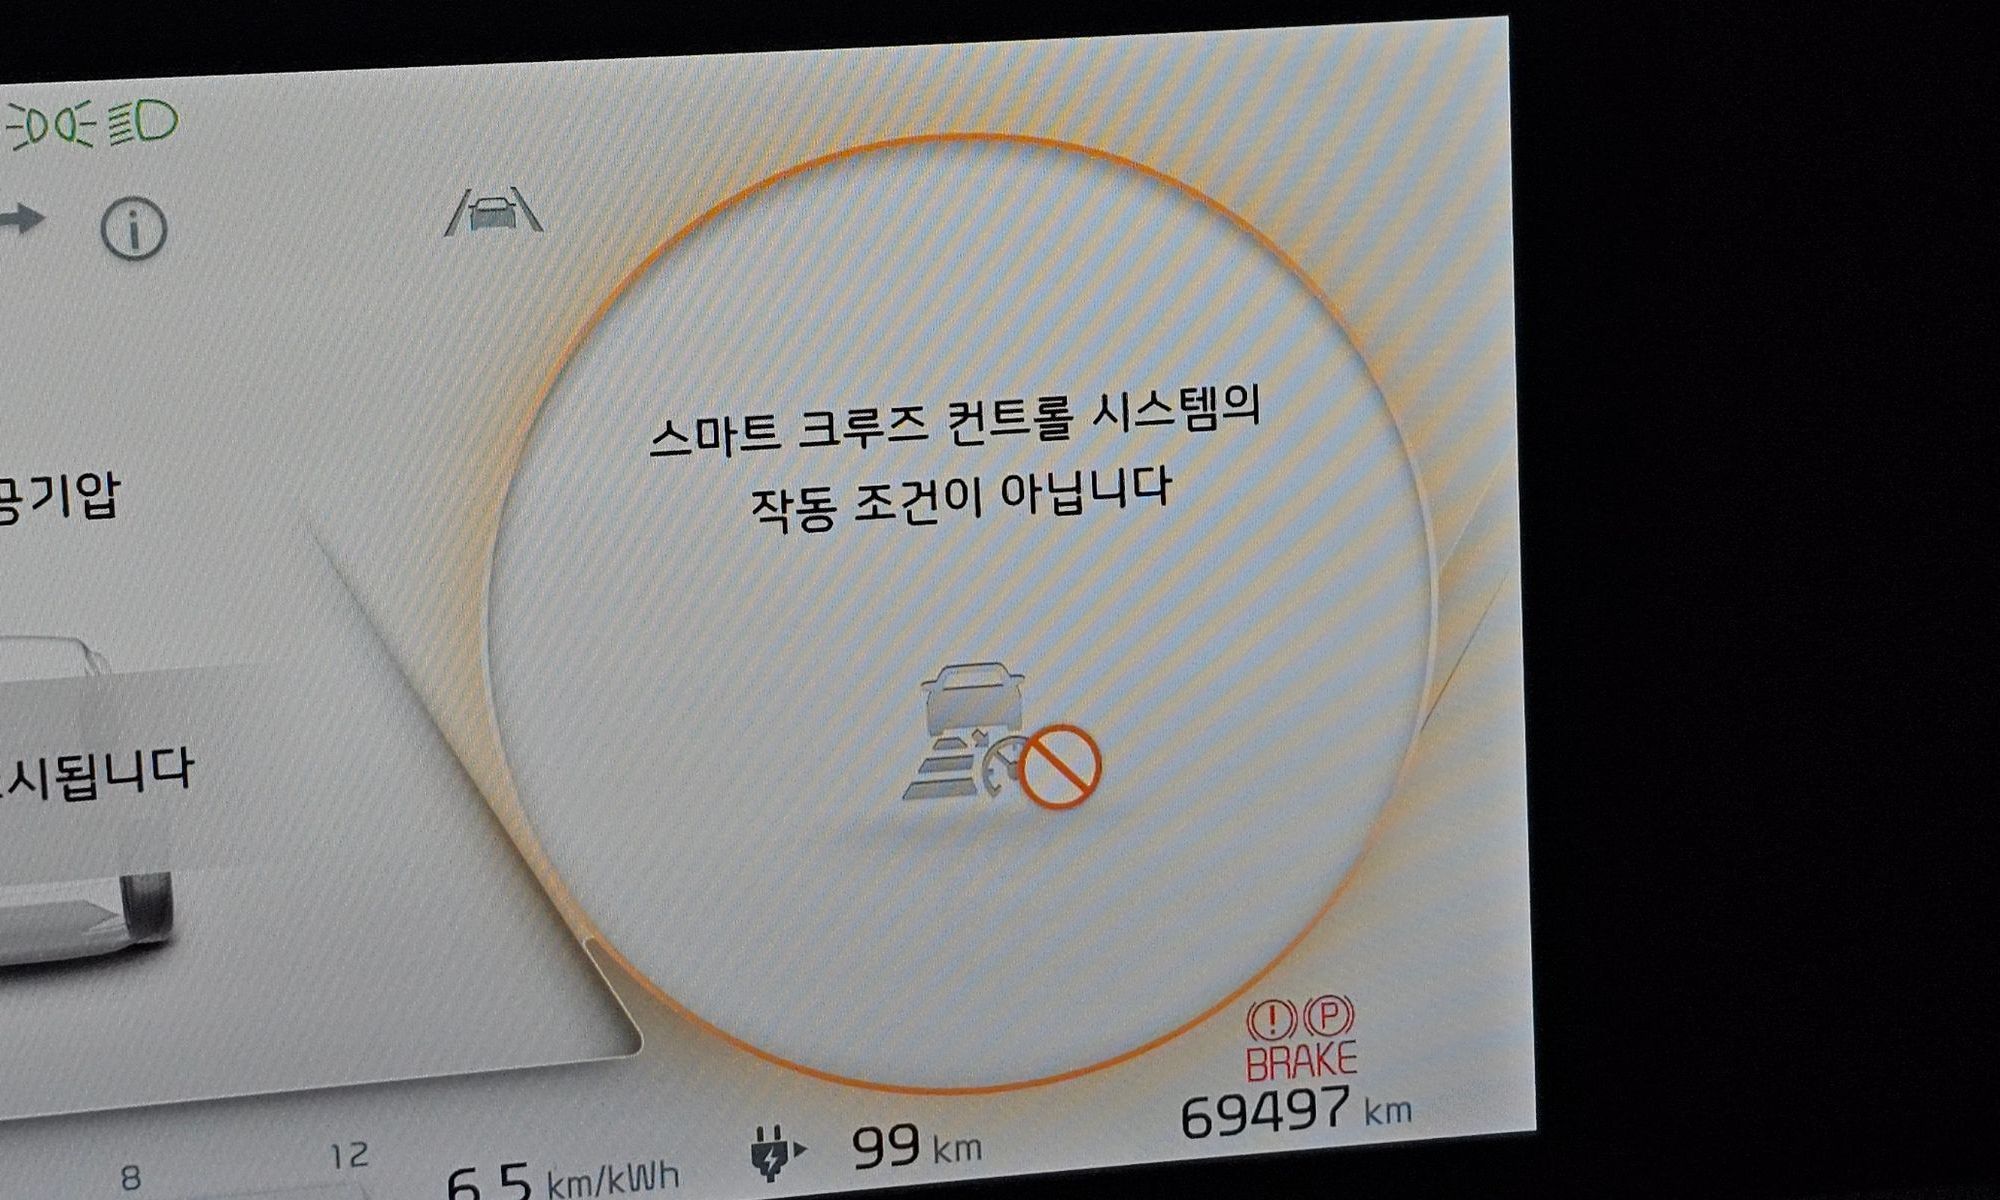 스마트 크루즈 컨트롤 시스템의
작동 조건이 아닙니다
공기압
시됩니다
BRAKE
69497 km
99 km
8
12
6.5 km/kWh